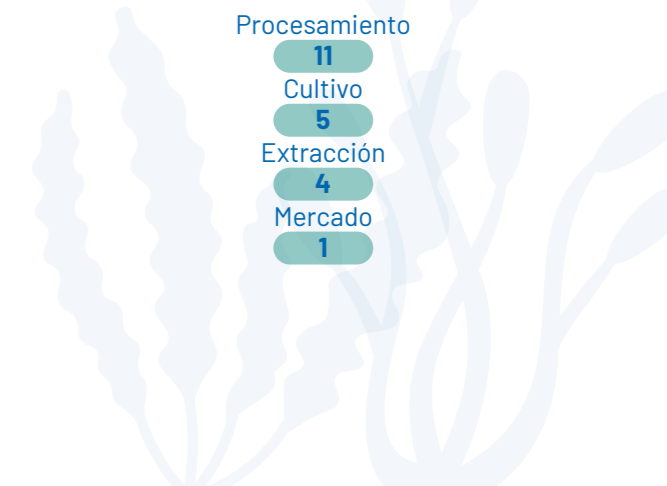 Procesamiento
11
Cultivo
5
Extracción
4
Mercado
1